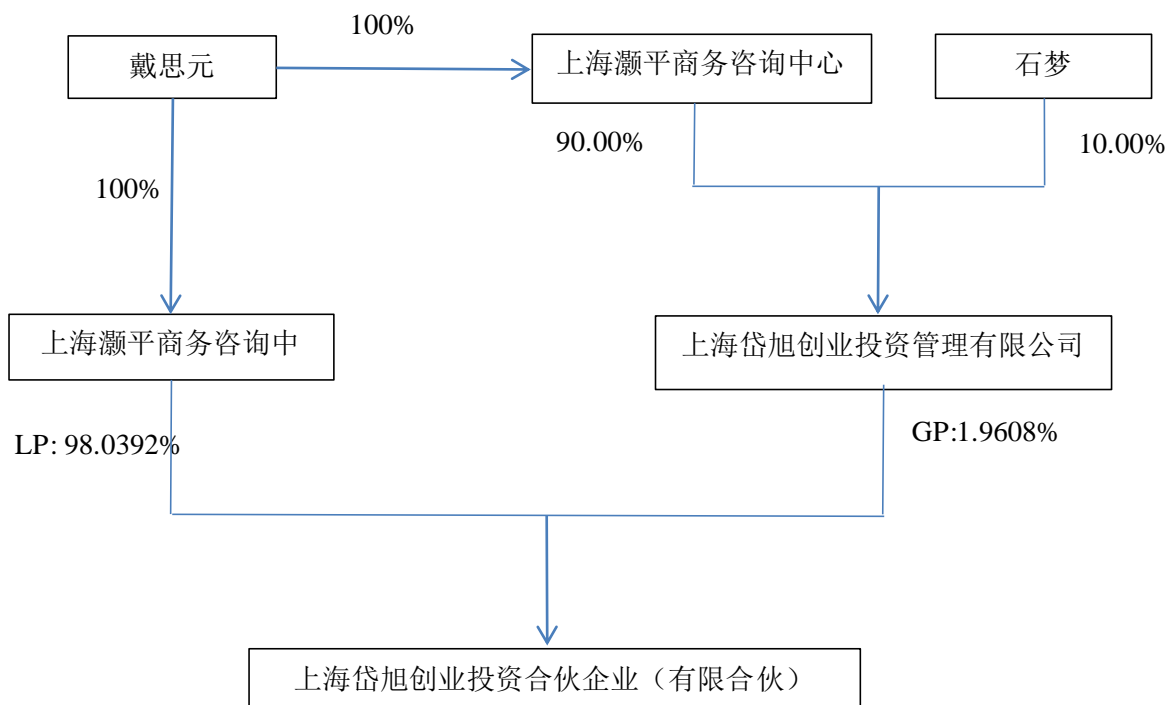 100%
戴思元
上海灏平商务咨询中心
石梦
90.00%
10.00%
100%
上海灏平商务咨询中
上海岱旭创业投资管理有限公司
LP: 98.0392%
GP:1.9608%
上海岱旭创业投资合伙企业（有限合伙）